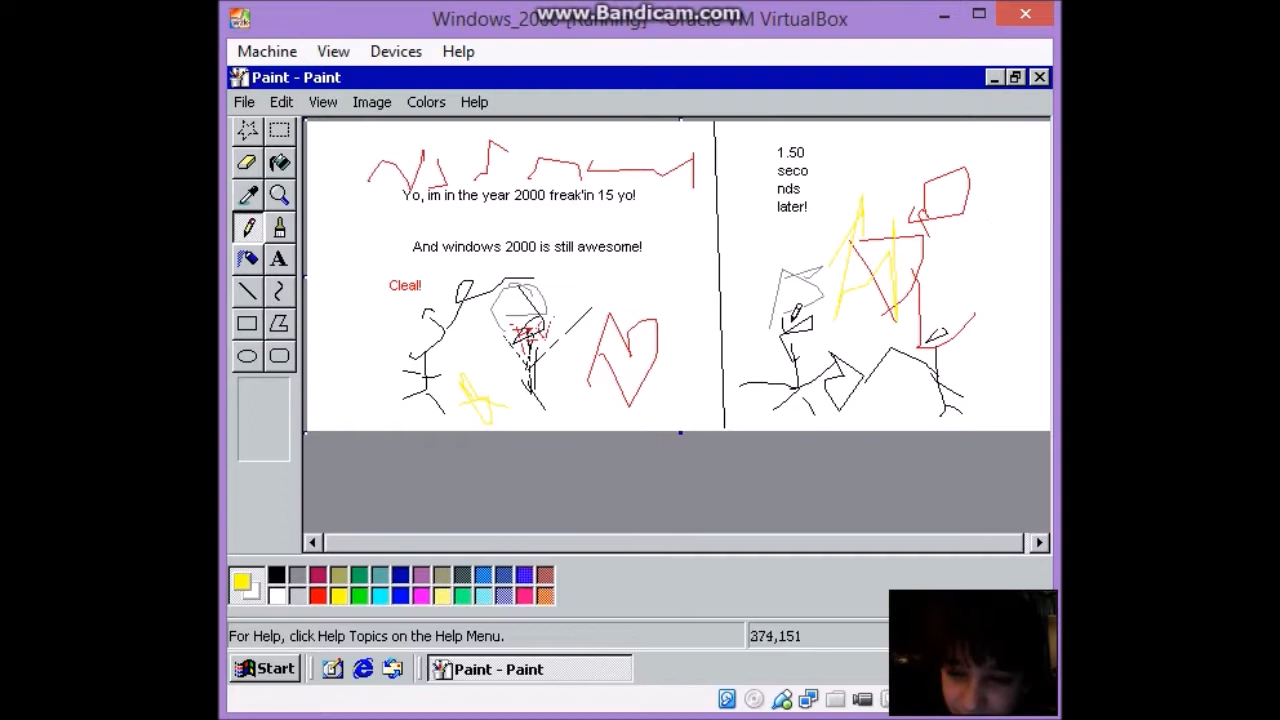 www.Bandicam.com
Windows_2000 [Running] - Oracle VM VirtualBox
Machine View Devices Help
Paint - Paint
File Edit View Image Colors Help
Yo, im in the year 2000 freak'in 15 yo!
And windows 2000 is still awesome!
Cleal!
1.50
seco
nds
later!
For Help, click Help Topics on the Help Menu.
374,151
Start
Paint - Paint